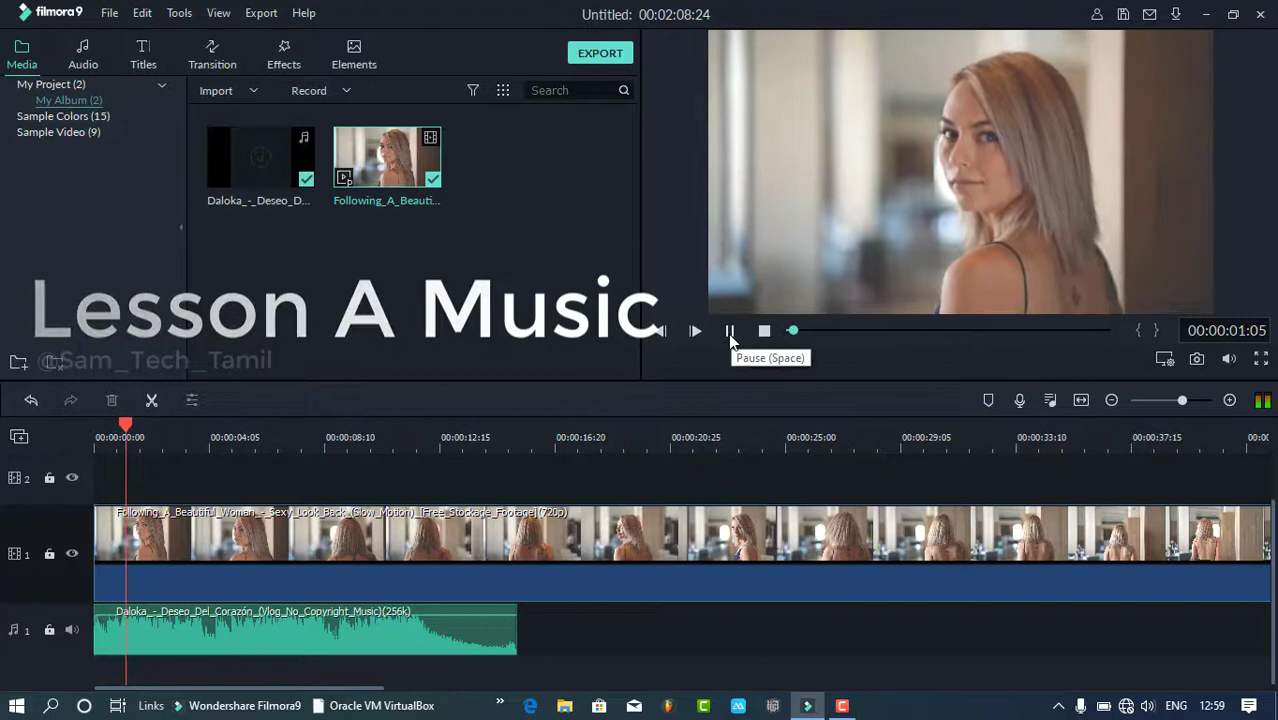 filmora9 File Edit Tools View Export Help Untitled: 00:02:08:24
Media Audio Titles Transition Effects Elements EXPORT
My Project (2)
My Album (2)
Sample Colors (15)
Sample Video (9)
Import Record Search
Daloka_-_Deseo_D... Following_A_Beauti...
Lesson A Music
@Sam_Tech_Tamil
{ } 00:00:01:05
Pause (Space)
00:00:00:00 00:00:04:05 00:00:08:10 00:00:12:15 00:00:16:20 00:00:20:25 00:00:25:00 00:00:29:05 00:00:33:10 00:00:37:15 00:00
2
Following_A_Beautiful_Woman_-_Sexy_Look_Back_(Slow_Motion)_[Free_Stockage_Footage](720p)
1
Daloka_-_Deseo_Del_Corazón_(Vlog_No_Copyright_Music)(256k)
1
Links Wondershare Filmora9 Oracle VM VirtualBox » 12:59